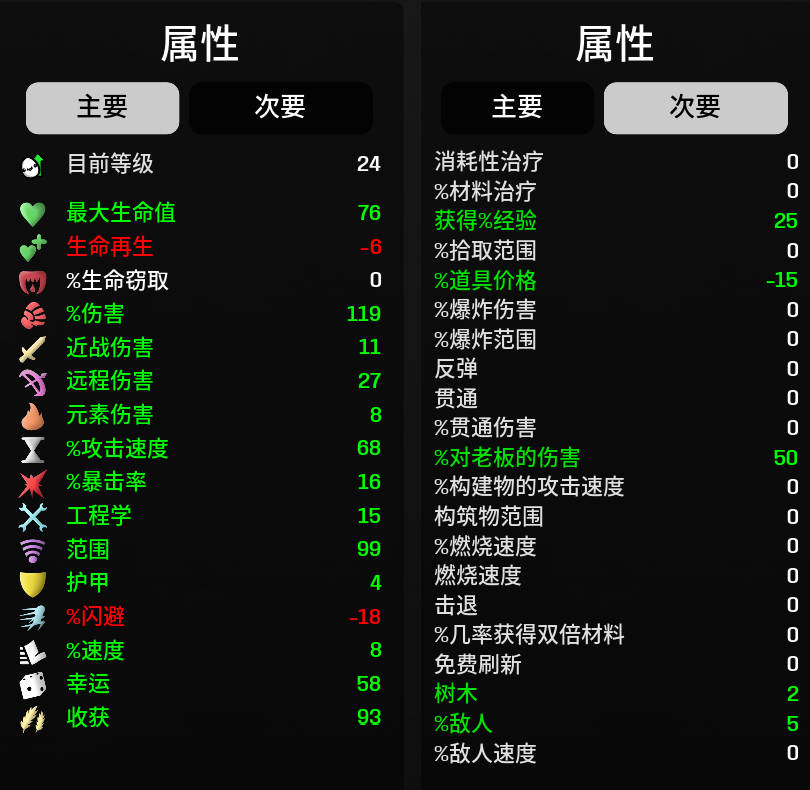 属性
主要 次要
目前等级 24
最大生命值 76
生命再生 -6
%生命窃取 0
%伤害 119
近战伤害 11
远程伤害 27
元素伤害 8
%攻击速度 68
%暴击率 16
工程学 15
范围 99
护甲 4
%闪避 -18
%速度 8
幸运 58
收获 93
属性
主要 次要
消耗性治疗 0
%材料治疗 0
获得%经验 25
%拾取范围 0
%道具价格 -15
%爆炸伤害 0
%爆炸范围 0
反弹 0
贯通 0
%贯通伤害 0
%对老板的伤害 50
%构建物的攻击速度 0
构筑物范围 0
%燃烧速度 0
燃烧速度 0
击退 0
%几率获得双倍材料 0
免费刷新 0
树木 2
%敌人 5
%敌人速度 0